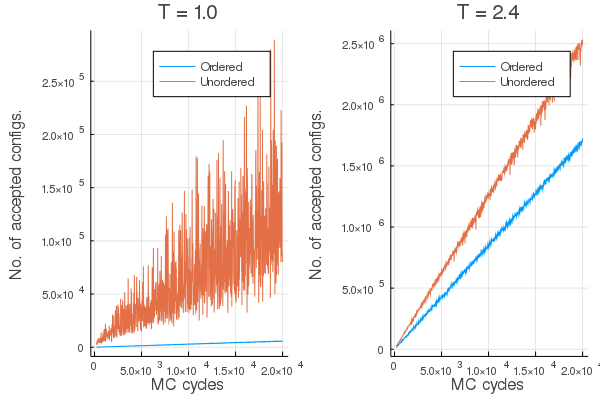 T = 1.0
No. of accepted configs.
2.5×10 5
2.0×10 5
1.5×10 5
1.0×10 5
5.0×10 4
0
Ordered
Unordered
0 5.0×10 3 1.0×10 4 1.5×10 4 2.0×10 4
MC cycles
T = 2.4
No. of accepted configs.
2.5×10 6
2.0×10 6
1.5×10 6
1.0×10 6
5.0×10 5
0
Ordered
Unordered
0 5.0×10 3 1.0×10 4 1.5×10 4 2.0×10 4
MC cycles